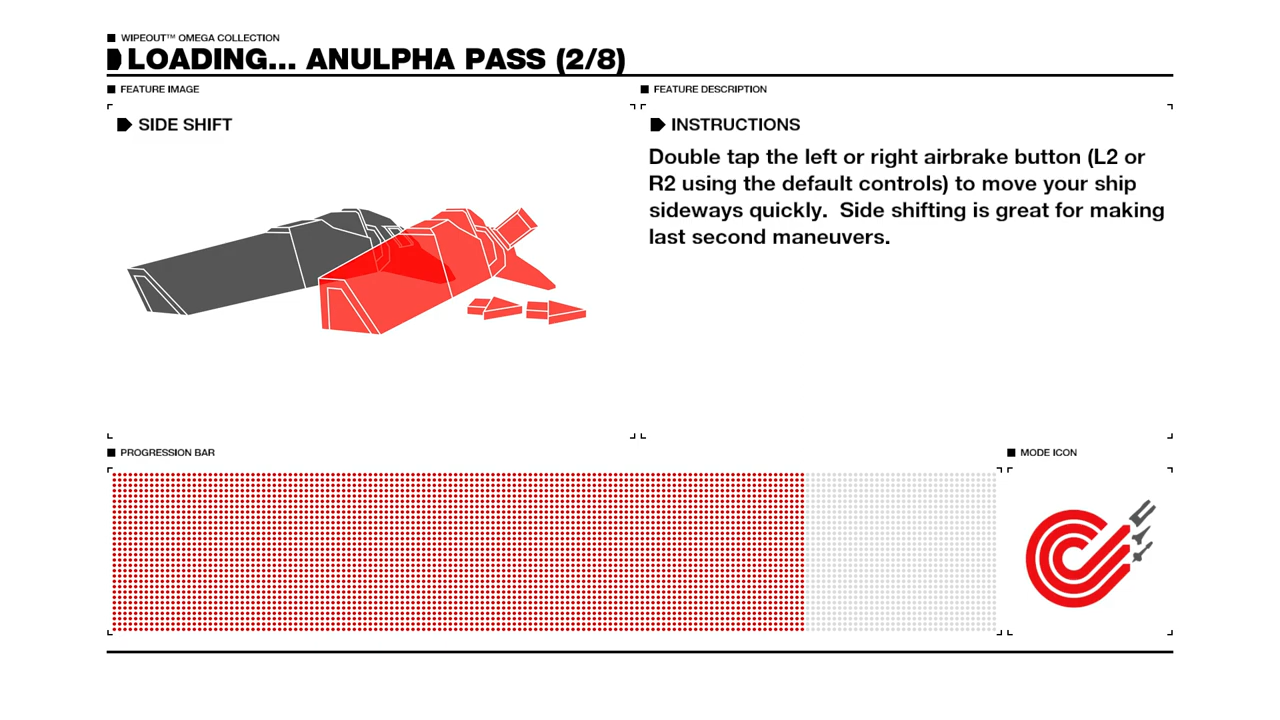 WIPEOUT™ OMEGA COLLECTION
LOADING... ANULPHA PASS (2/8)
FEATURE IMAGE
SIDE SHIFT
FEATURE DESCRIPTION
INSTRUCTIONS
Double tap the left or right airbrake button (L2 or
R2 using the default controls) to move your ship
sideways quickly.  Side shifting is great for making
last second maneuvers.
PROGRESSION BAR
MODE ICON